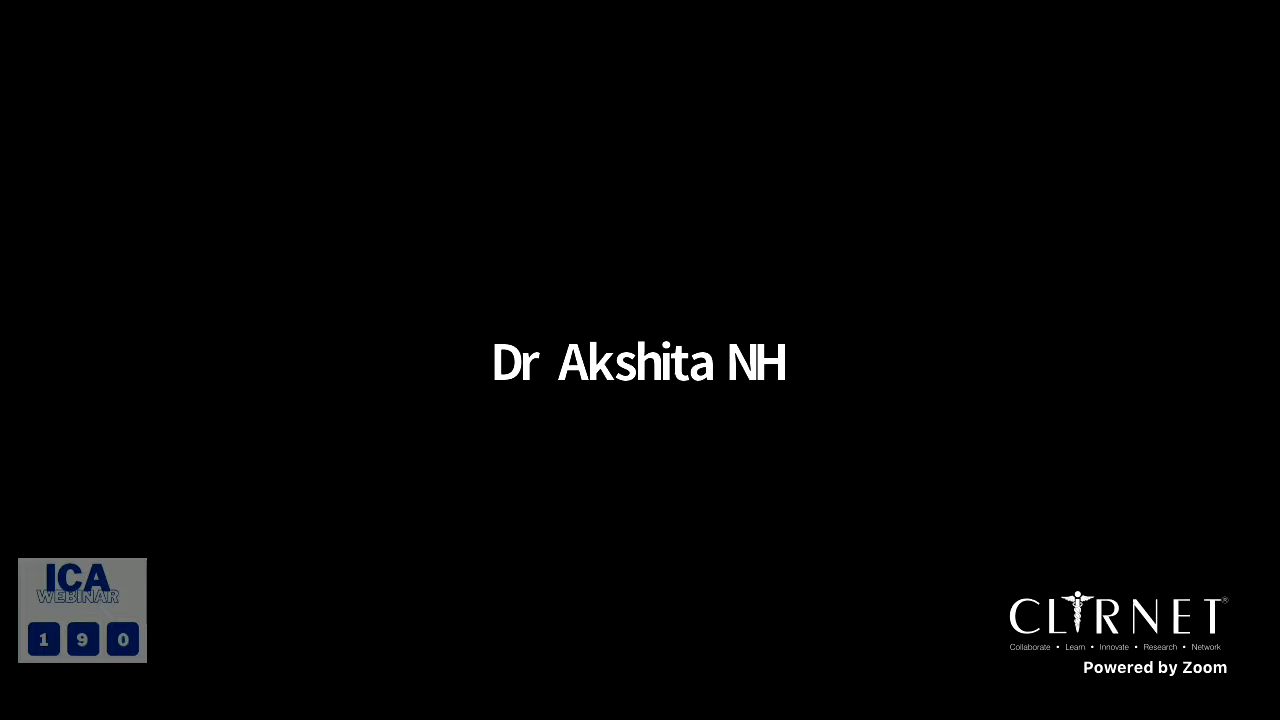 Dr Akshita NH
ICA
WEBINAR
1 9 0
CLIRNET®
Collaborate • Learn • Innovate • Research • Network
Powered by Zoom